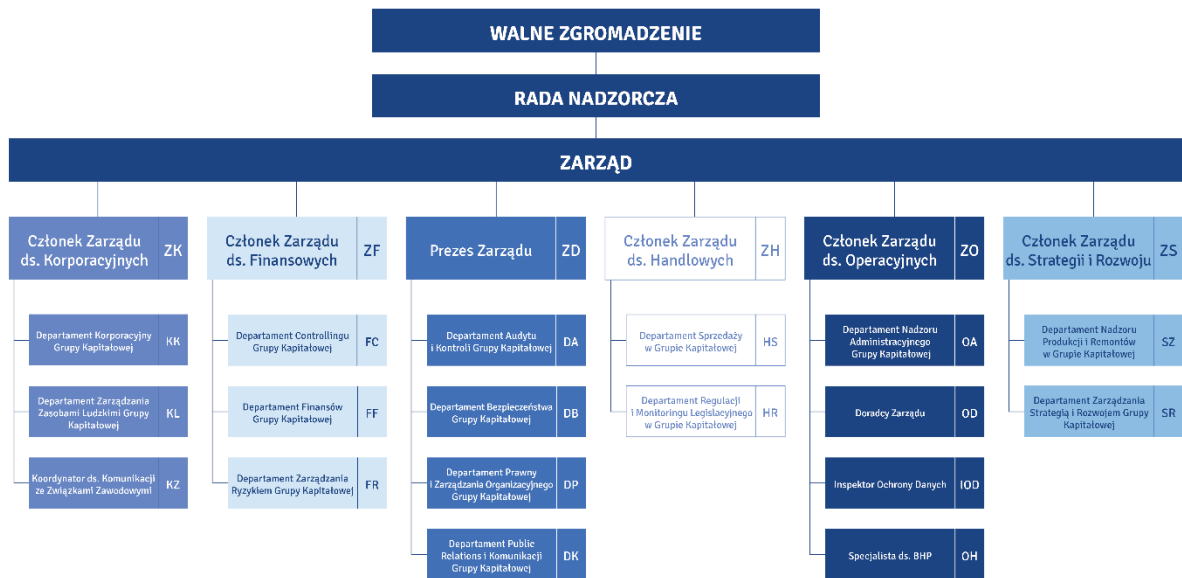 WALNE ZGROMADZENIE
RADA NADZORCZA
ZARZĄD
Członek Zarządu
ds. Korporacyjnych
ZK
Departament Korporacyjny
Grupy Kapitałowej
KK
Departament Zarządzania
Zasobami Ludzkimi Grupy
Kapitałowej
KL
Koordynator ds. Komunikacji
ze Związkami Zawodowymi
KZ
Członek Zarządu
ds. Finansowych
ZF
Departament Controllingu
Grupy Kapitałowej
FC
Departament Finansów
Grupy Kapitałowej
FF
Departament Zarządzania
Ryzykiem Grupy Kapitałowej
FR
Prezes Zarządu
ZD
Departament Audytu
i Kontroli Grupy Kapitałowej
DA
Departament Bezpieczeństwa
Grupy Kapitałowej
DB
Departament Prawny
i Zarządzania Organizacyjnego
Grupy Kapitałowej
DP
Departament Public
Relations i Komunikacji
Grupy Kapitałowej
DK
Członek Zarządu
ds. Handlowych
ZH
Departament Sprzedaży
w Grupie Kapitałowej
HS
Departament Regulacji
i Monitoringu Legislacyjnego
w Grupie Kapitałowej
HR
Członek Zarządu
ds. Operacyjnych
ZO
Departament Nadzoru
Administracyjnego
Grupy Kapitałowej
OA
Doradcy Zarządu
OD
Inspektor Ochrony Danych
IOD
Specjalista ds. BHP
OH
Członek Zarządu
ds. Strategii i Rozwoju
ZS
Departament Nadzoru
Produkcji i Remontów
w Grupie Kapitałowej
SZ
Departament Zarządzania
Strategią i Rozwojem Grupy
Kapitałowej
SR